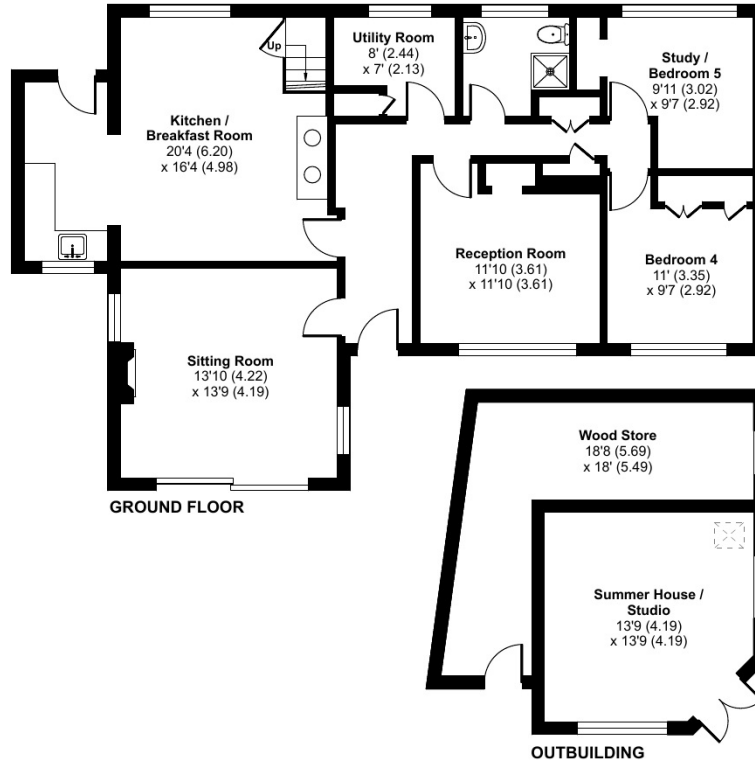 Up
Utility Room
8' (2.44)
x 7' (2.13)
Study /
Bedroom 5
9'11 (3.02)
x 9'7 (2.92)
Kitchen /
Breakfast Room
20'4 (6.20)
x 16'4 (4.98)
Reception Room
11'10 (3.61)
x 11'10 (3.61)
Bedroom 4
11' (3.35)
x 9'7 (2.92)
Sitting Room
13'10 (4.22)
x 13'9 (4.19)
GROUND FLOOR
Wood Store
18'8 (5.69)
x 18' (5.49)
Summer House /
Studio
13'9 (4.19)
x 13'9 (4.19)
OUTBUILDING